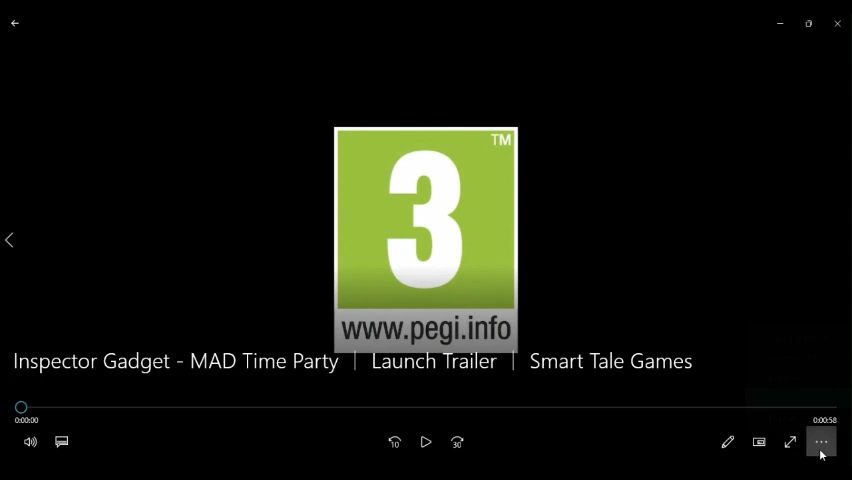 TM
3
www.pegi.info
Inspector Gadget - MAD Time Party | Launch Trailer | Smart Tale Games
0:00:00
0:00:58
10
30